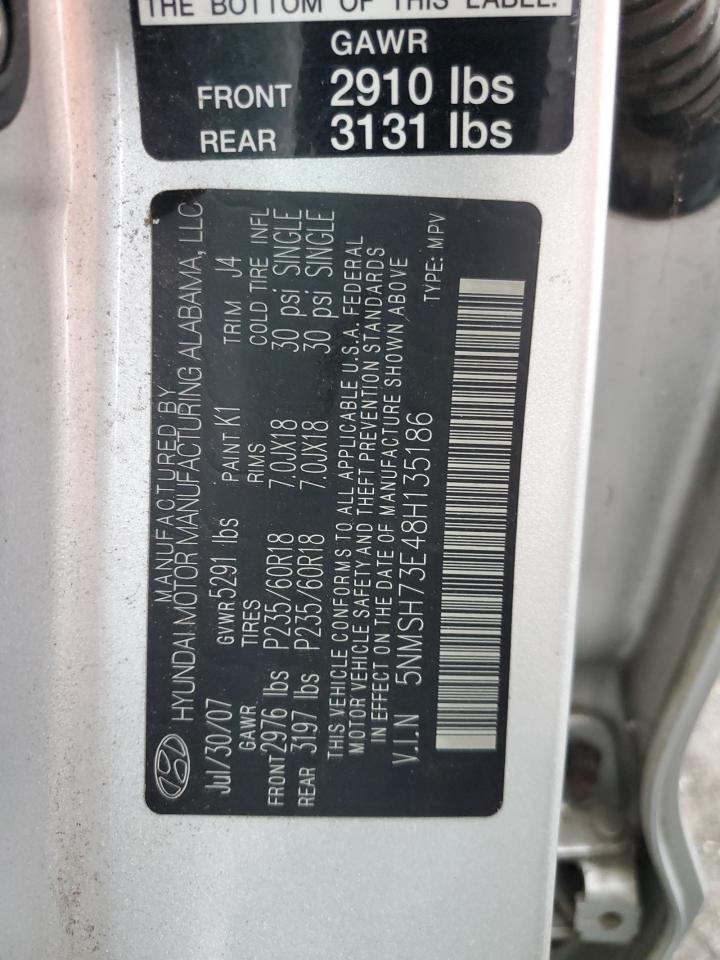 THE BOTTOM OF THIS LABEL.
GAWR
FRONT 2910 lbs
REAR 3131 lbs
MANUFACTURED BY
HYUNDAI MOTOR MANUFACTURING ALABAMA, LLC
Jul/30/07 GVWR 5291 lbs PAINT K1 TRIM J4
GAWR TIRES RIMS COLD TIRE INFL
FRONT 2976 lbs P235/60R18 7.0JX18 30 psi SINGLE
REAR 3197 lbs P235/60R18 7.0JX18 30 psi SINGLE
THIS VEHICLE CONFORMS TO ALL APPLICABLE U.S.A. FEDERAL
MOTOR VEHICLE SAFETY AND THEFT PREVENTION STANDARDS
IN EFFECT ON THE DATE OF MANUFACTURE SHOWN ABOVE
V.I.N 5NMSH73E48H135186 TYPE: MPV